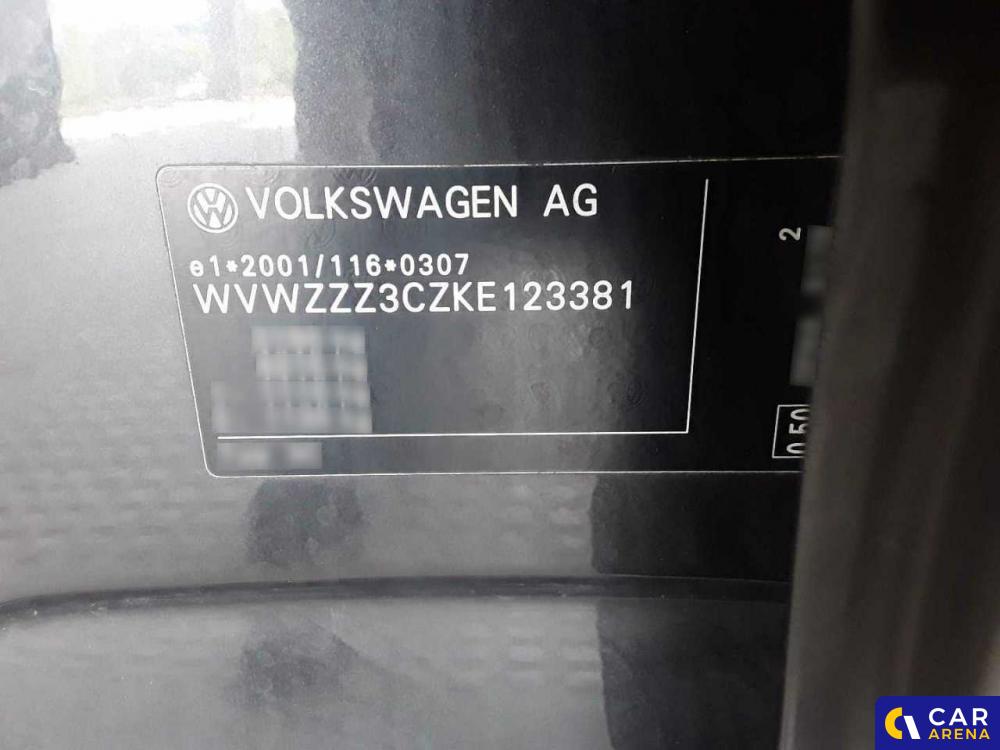 VOLKSWAGEN AG
e1*2001/116*0307
WVWZZZ3CZKE123381
2
0.50
CAR
ARENA